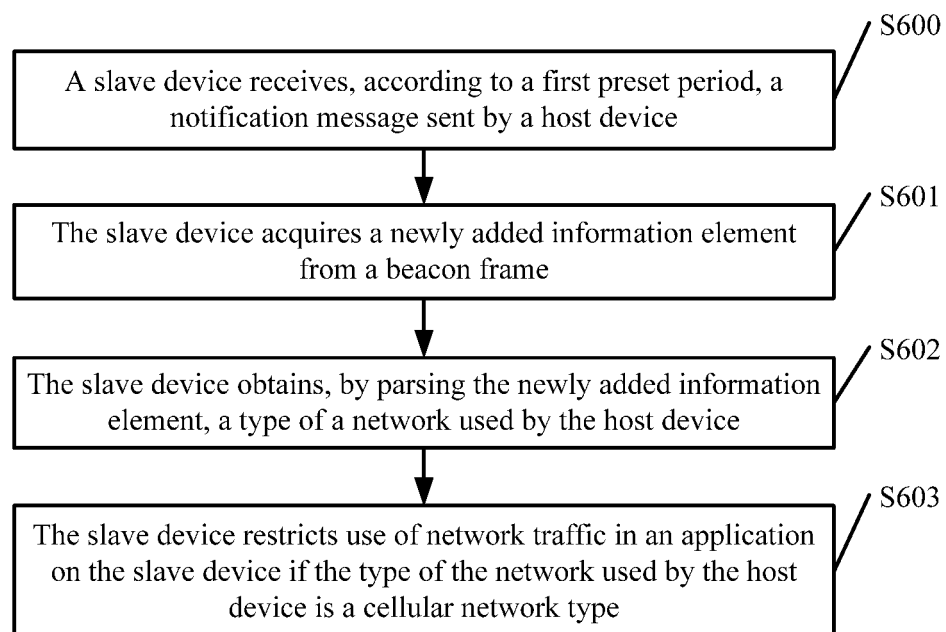 S600
A slave device receives, according to a first preset period, a
notification message sent by a host device
S601
The slave device acquires a newly added information element
from a beacon frame
S602
The slave device obtains, by parsing the newly added information
element, a type of a network used by the host device
S603
The slave device restricts use of network traffic in an application
on the slave device if the type of the network used by the host
device is a cellular network type